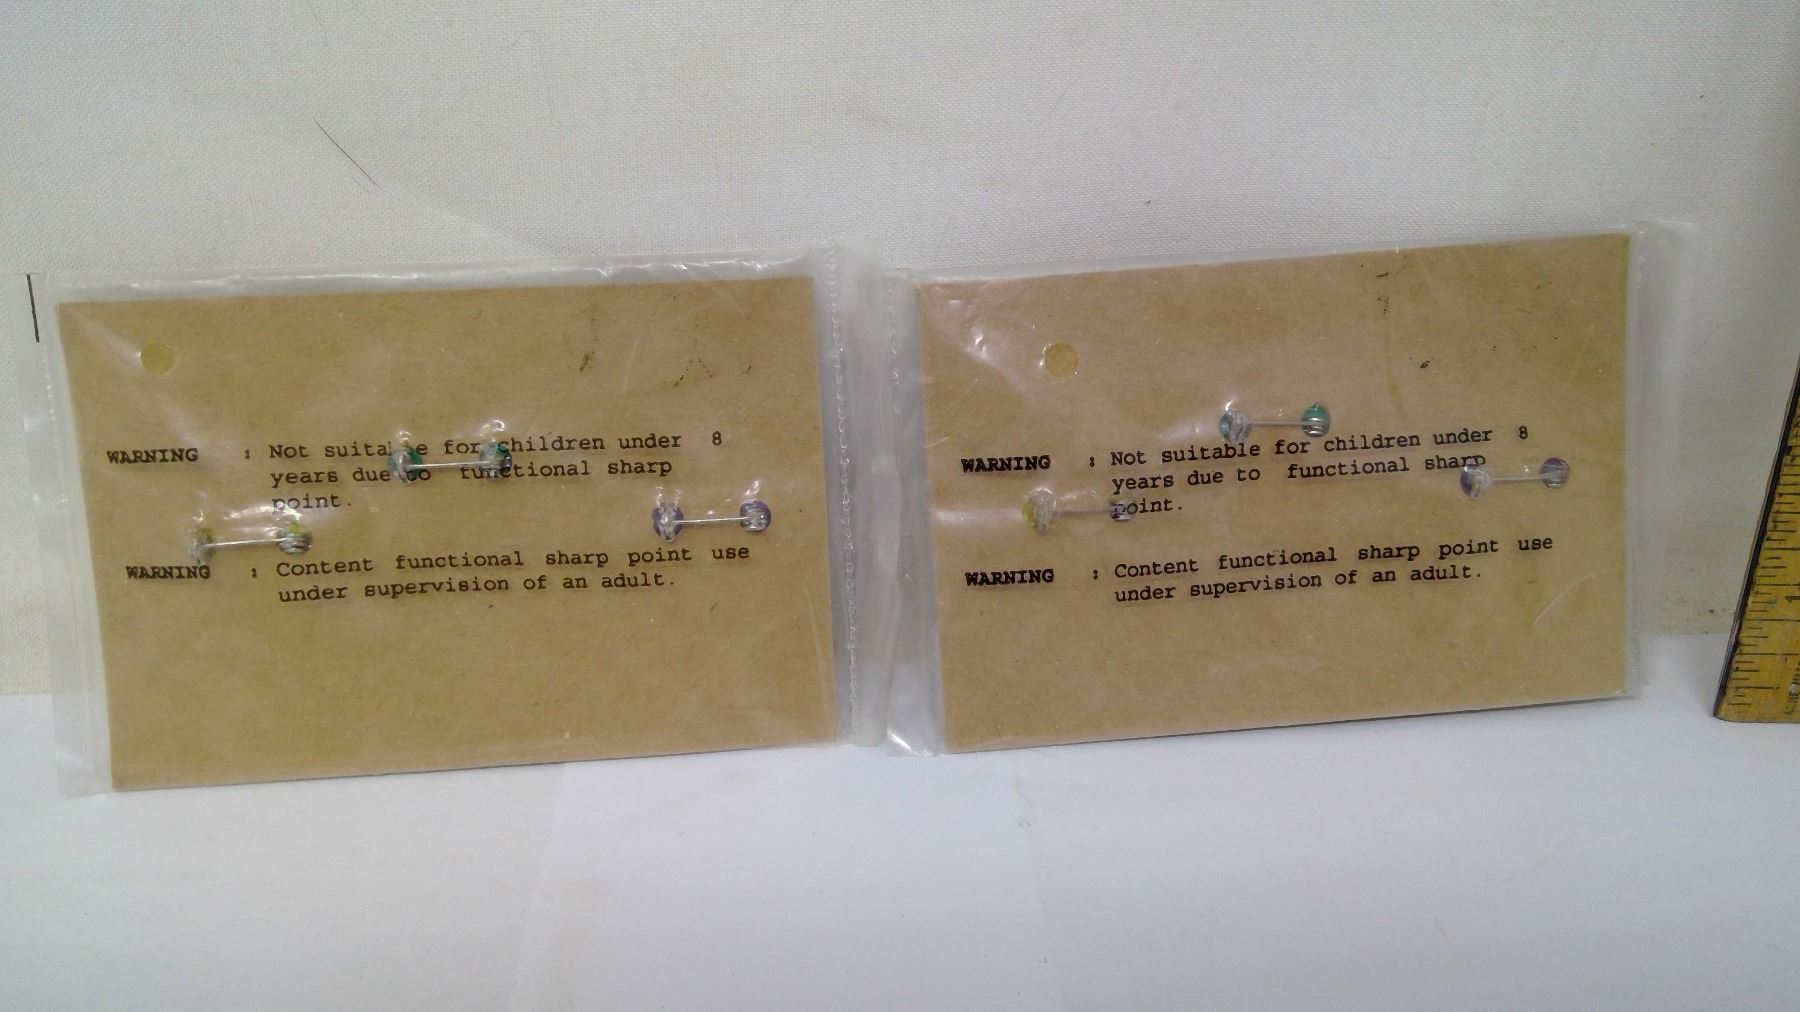 WARNING : Not suitable for children under 8
years due to functional sharp
point.
WARNING : Content functional sharp point use
under supervision of an adult.
WARNING : Not suitable for children under 8
years due to functional sharp
point.
WARNING : Content functional sharp point use
under supervision of an adult.
1